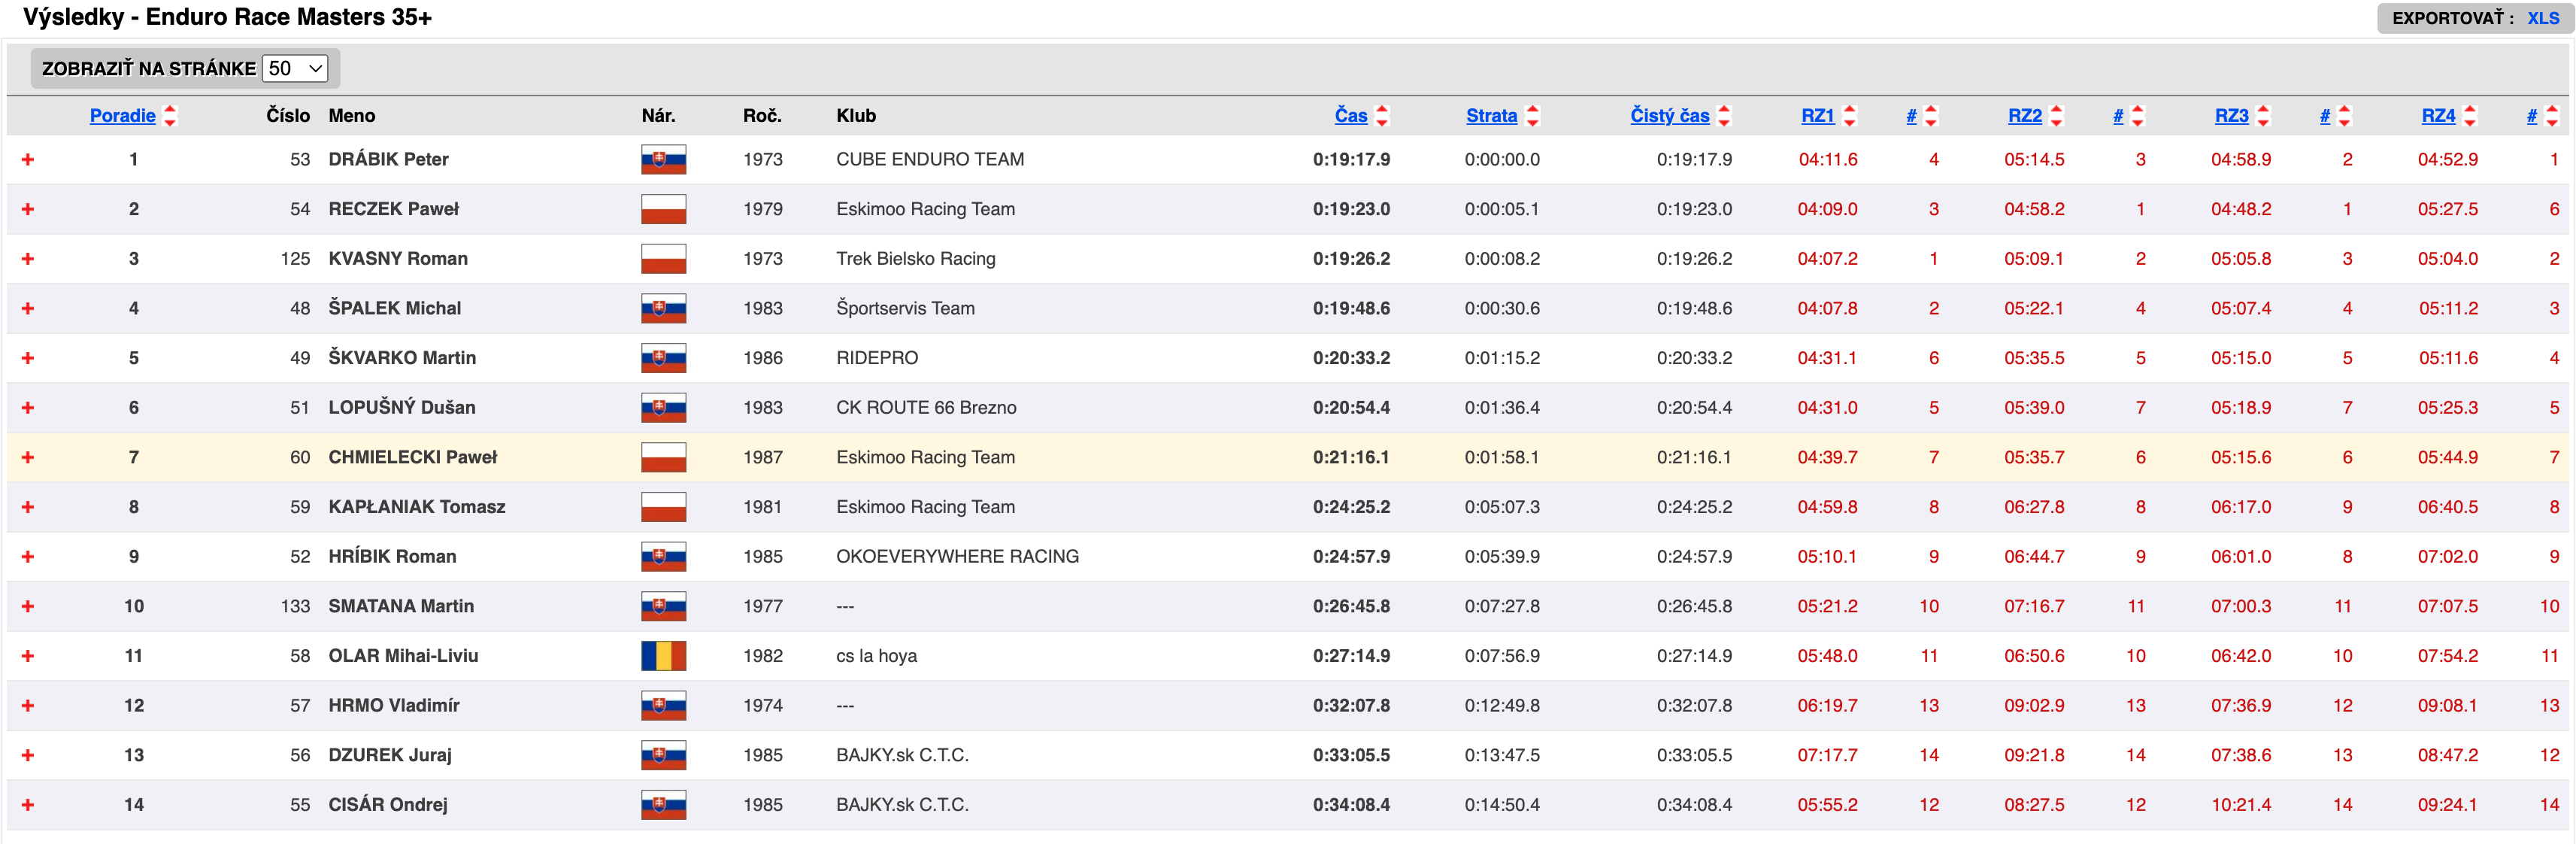 Výsledky - Enduro Race Masters 35+ EXPORTOVAŤ : XLS
ZOBRAZIŤ NA STRÁNKE 50
Poradie Číslo Meno Nár. Roč. Klub Čas Strata Čistý čas RZ1 # RZ2 # RZ3 # RZ4 #
+ 1 53 DRÁBIK Peter 1973 CUBE ENDURO TEAM 0:19:17.9 0:00:00.0 0:19:17.9 04:11.6 4 05:14.5 3 04:58.9 2 04:52.9 1
+ 2 54 RECZEK Paweł 1979 Eskimoo Racing Team 0:19:23.0 0:00:05.1 0:19:23.0 04:09.0 3 04:58.2 1 04:48.2 1 05:27.5 6
+ 3 125 KVASNY Roman 1973 Trek Bielsko Racing 0:19:26.2 0:00:08.2 0:19:26.2 04:07.2 1 05:09.1 2 05:05.8 3 05:04.0 2
+ 4 48 ŠPALEK Michal 1983 Športservis Team 0:19:48.6 0:00:30.6 0:19:48.6 04:07.8 2 05:22.1 4 05:07.4 4 05:11.2 3
+ 5 49 ŠKVARKO Martin 1986 RIDEPRO 0:20:33.2 0:01:15.2 0:20:33.2 04:31.1 6 05:35.5 5 05:15.0 5 05:11.6 4
+ 6 51 LOPUŠNÝ Dušan 1983 CK ROUTE 66 Brezno 0:20:54.4 0:01:36.4 0:20:54.4 04:31.0 5 05:39.0 7 05:18.9 7 05:25.3 5
+ 7 60 CHMIELECKI Paweł 1987 Eskimoo Racing Team 0:21:16.1 0:01:58.1 0:21:16.1 04:39.7 7 05:35.7 6 05:15.6 6 05:44.9 7
+ 8 59 KAPŁANIAK Tomasz 1981 Eskimoo Racing Team 0:24:25.2 0:05:07.3 0:24:25.2 04:59.8 8 06:27.8 8 06:17.0 9 06:40.5 8
+ 9 52 HRÍBIK Roman 1985 OKOEVERYWHERE RACING 0:24:57.9 0:05:39.9 0:24:57.9 05:10.1 9 06:44.7 9 06:01.0 8 07:02.0 9
+ 10 133 SMATANA Martin 1977 --- 0:26:45.8 0:07:27.8 0:26:45.8 05:21.2 10 07:16.7 11 07:00.3 11 07:07.5 10
+ 11 58 OLAR Mihai-Liviu 1982 cs la hoya 0:27:14.9 0:07:56.9 0:27:14.9 05:48.0 11 06:50.6 10 06:42.0 10 07:54.2 11
+ 12 57 HRMO Vladimír 1974 --- 0:32:07.8 0:12:49.8 0:32:07.8 06:19.7 13 09:02.9 13 07:36.9 12 09:08.1 13
+ 13 56 DZUREK Juraj 1985 BAJKY.sk C.T.C. 0:33:05.5 0:13:47.5 0:33:05.5 07:17.7 14 09:21.8 14 07:38.6 13 08:47.2 12
+ 14 55 CISÁR Ondrej 1985 BAJKY.sk C.T.C. 0:34:08.4 0:14:50.4 0:34:08.4 05:55.2 12 08:27.5 12 10:21.4 14 09:24.1 14